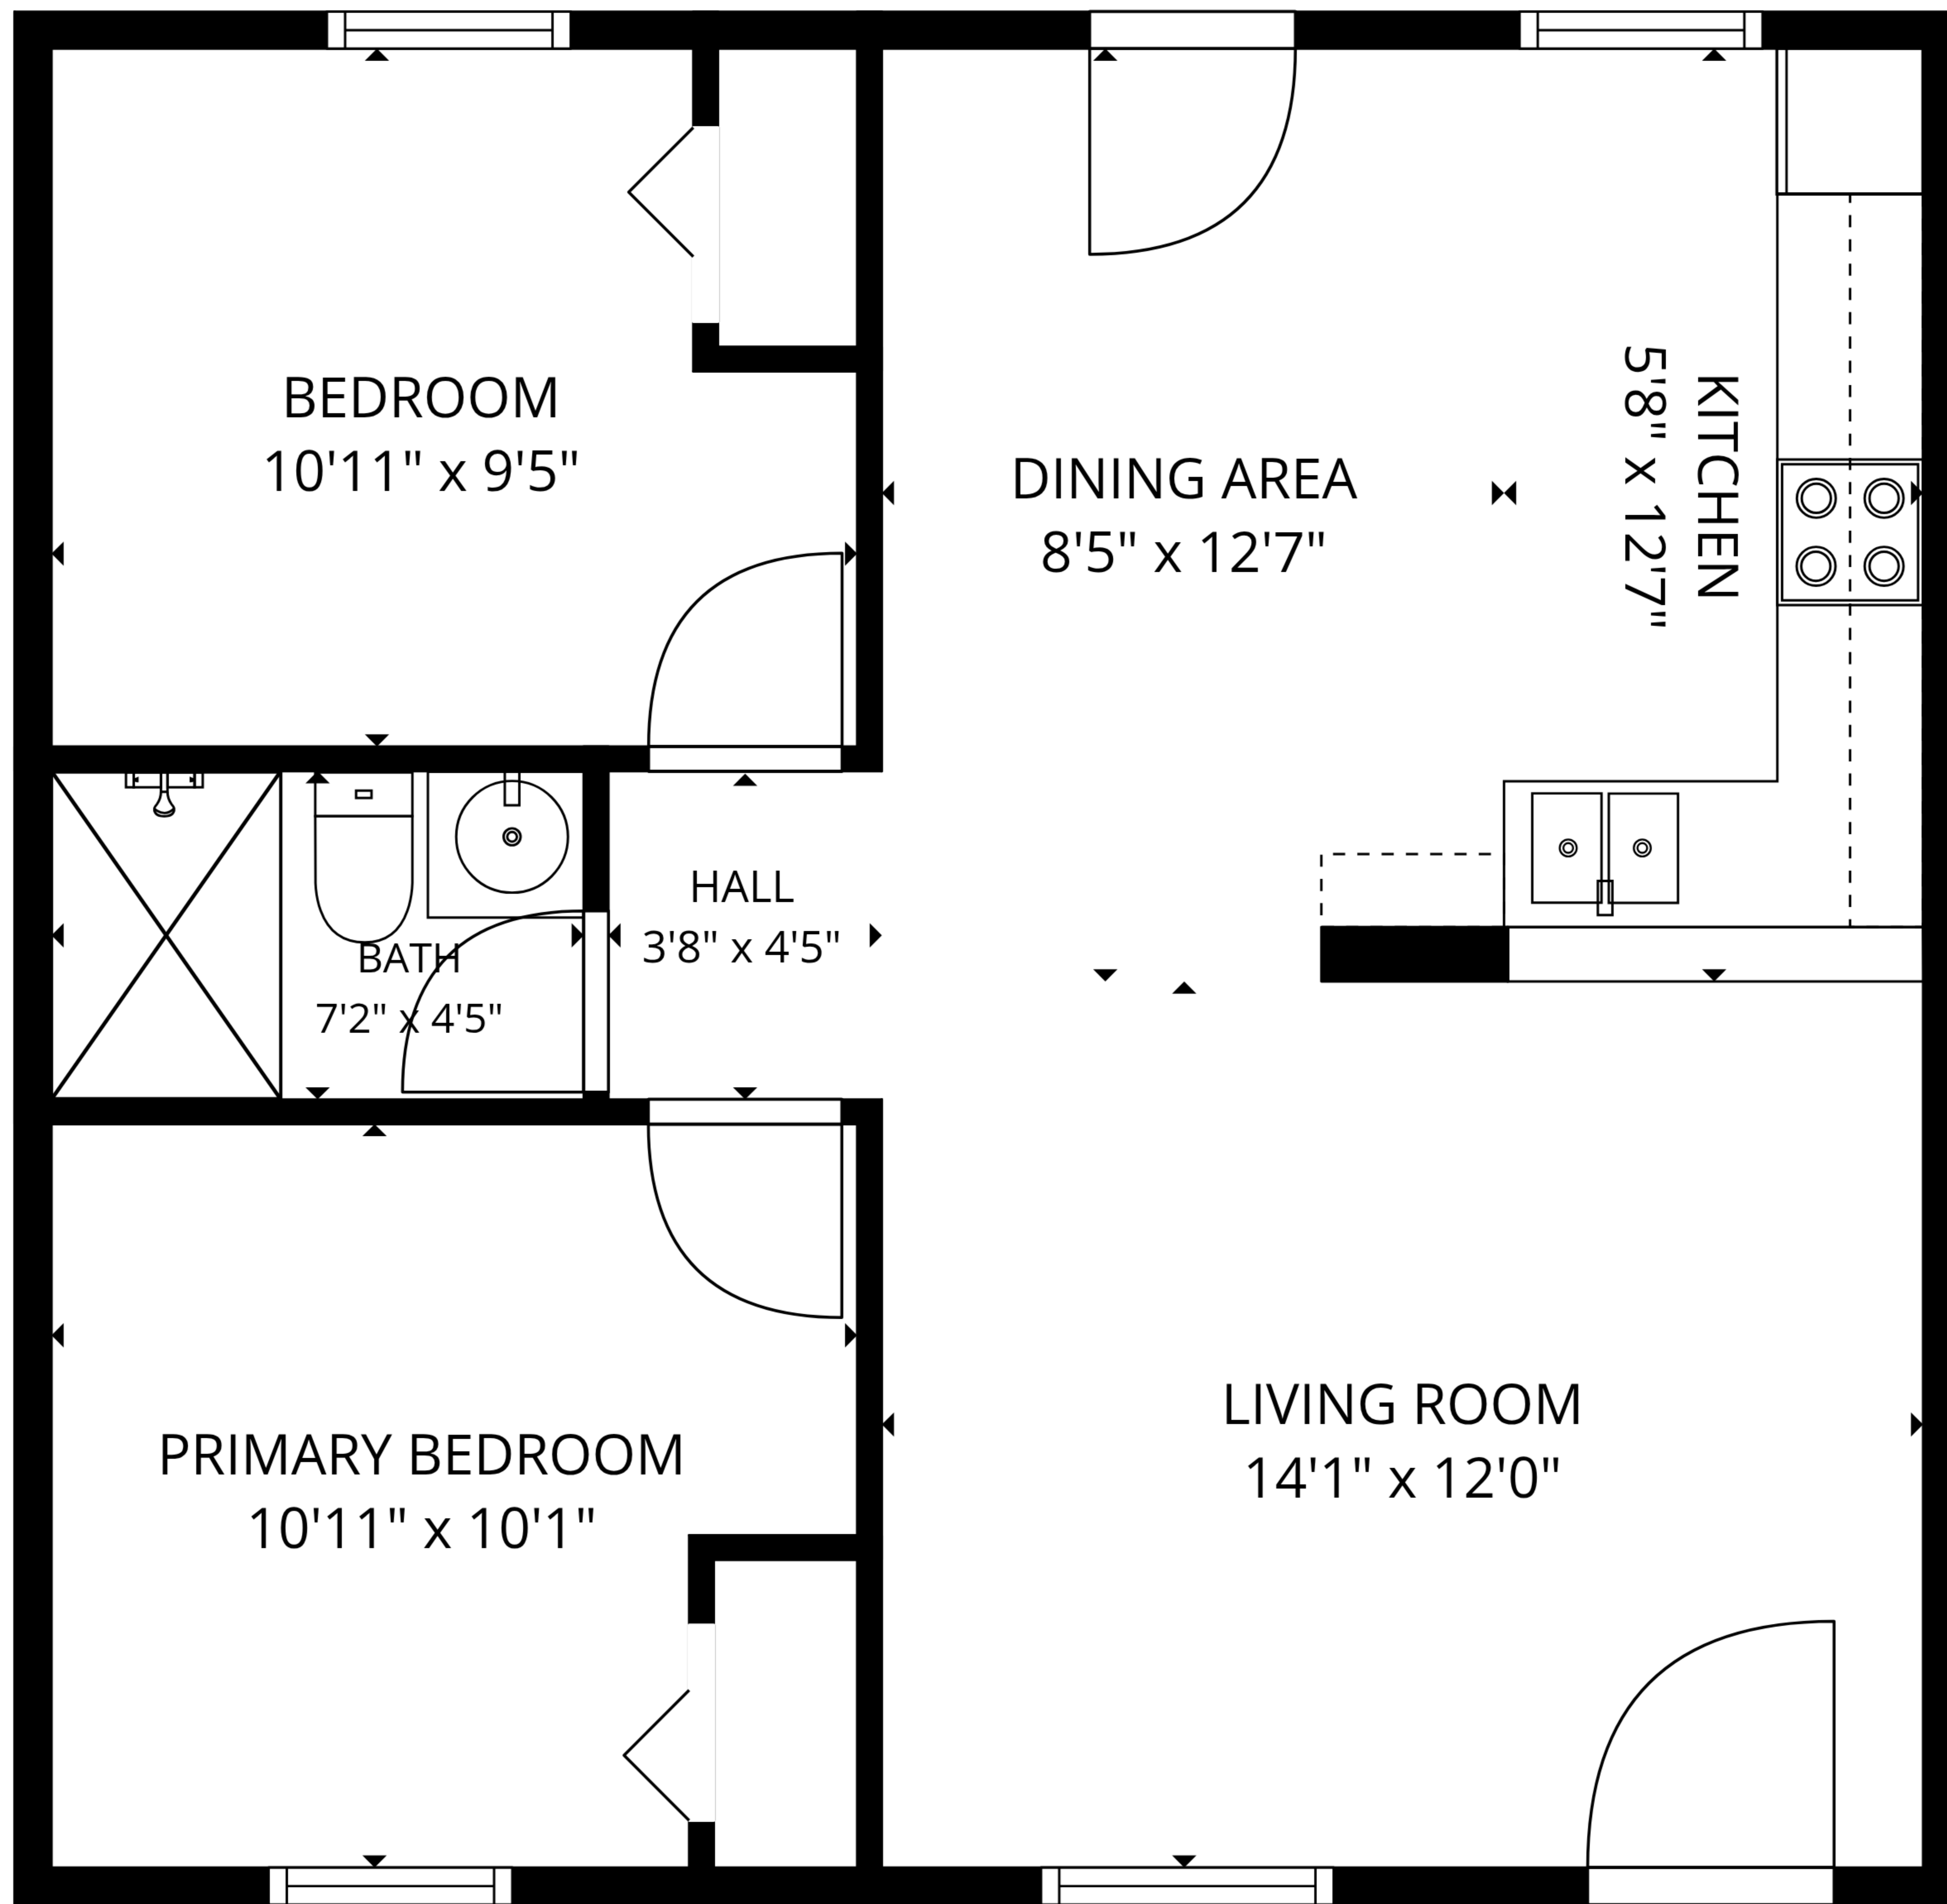 BEDROOM
10'11" x 9'5"
DINING AREA
8'5" x 12'7"
KITCHEN
5'8" x 12'7"
HALL
3'8" x 4'5"
BATH
7'2" x 4'5"
LIVING ROOM
14'1" x 12'0"
PRIMARY BEDROOM
10'11" x 10'1"